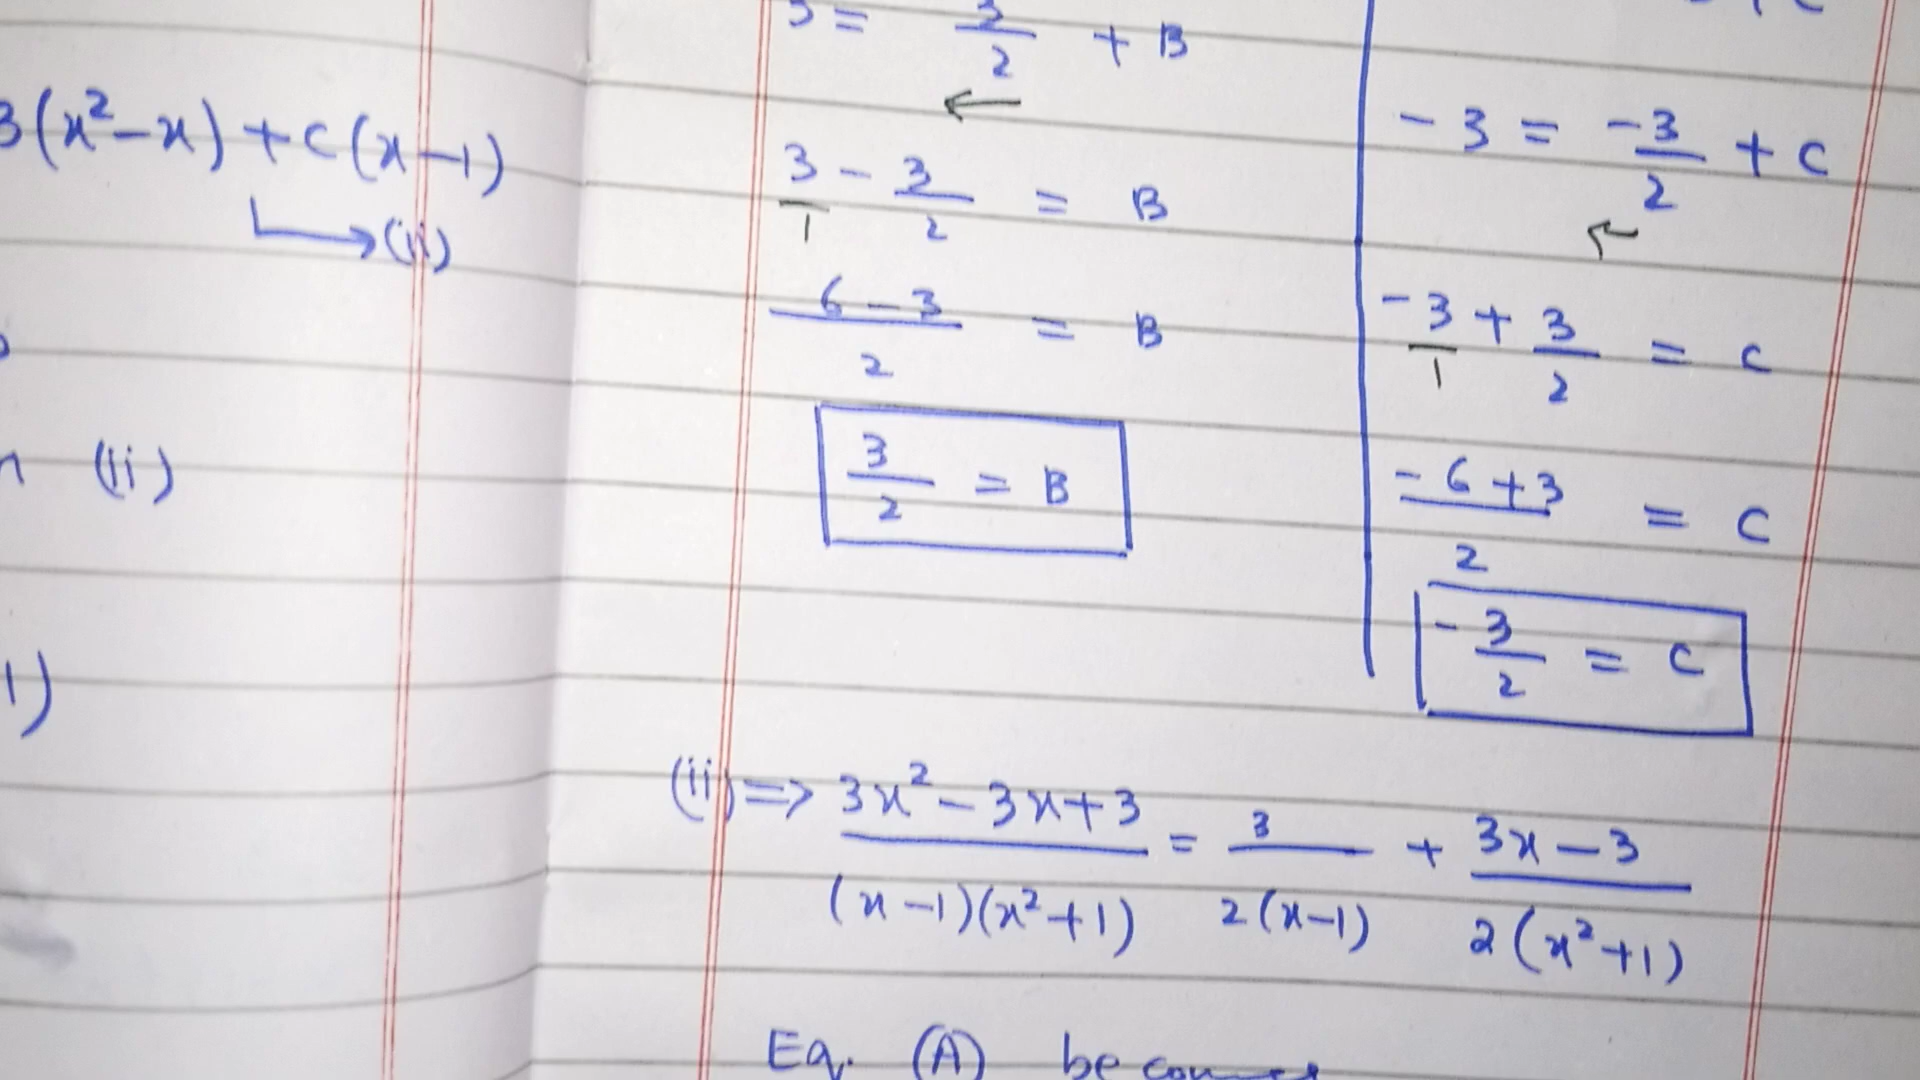 B(x²-x) + C(x-1)
→ (ii)
(ii)
1)
3 = 3/2 + B
←
3/1 - 3/2 = B
(6-3)/2 = B
3/2 = B
-3 = -3/2 + C
←
-3/1 + 3/2 = C
(-6+3)/2 = C
-3/2 = C
(ii) => (3x²-3x+3)/((x-1)(x²+1)) = 3/(2(x-1)) + (3x-3)/(2(x²+1))
Eq. (A) becomes